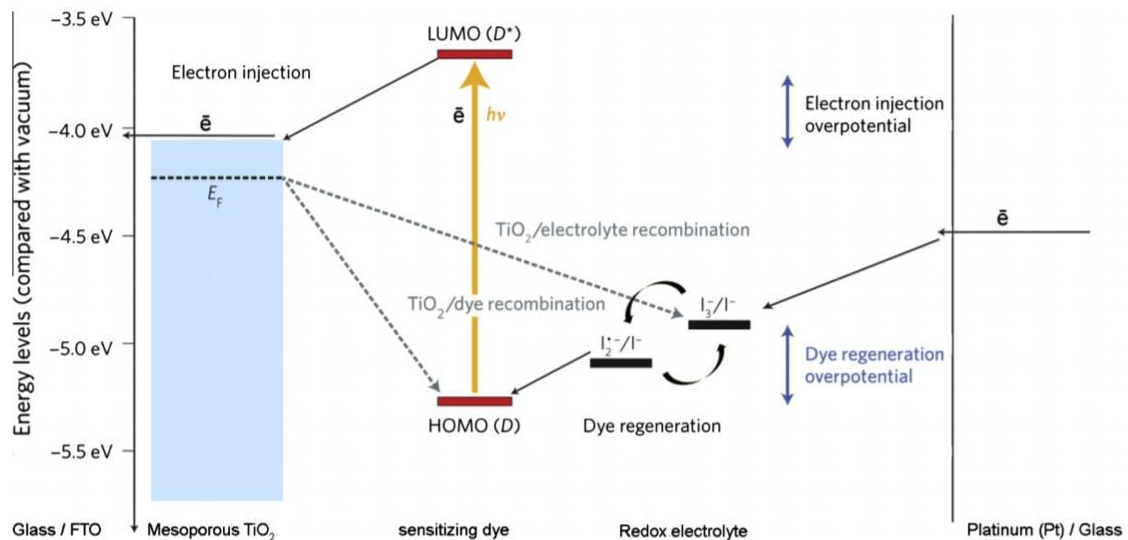 Energy levels (compared with vacuum)
−3.5 eV
−4.0 eV
−4.5 eV
−5.0 eV
−5.5 eV
Electron injection
ē
E_F
LUMO (D*)
ē hν
TiO₂/electrolyte recombination
TiO₂/dye recombination
HOMO (D)
I₃⁻/I⁻
I₂•⁻/I⁻
Dye regeneration
Electron injection
overpotential
Dye regeneration
overpotential
ē
Glass / FTO
Mesoporous TiO₂
sensitizing dye
Redox electrolyte
Platinum (Pt) / Glass